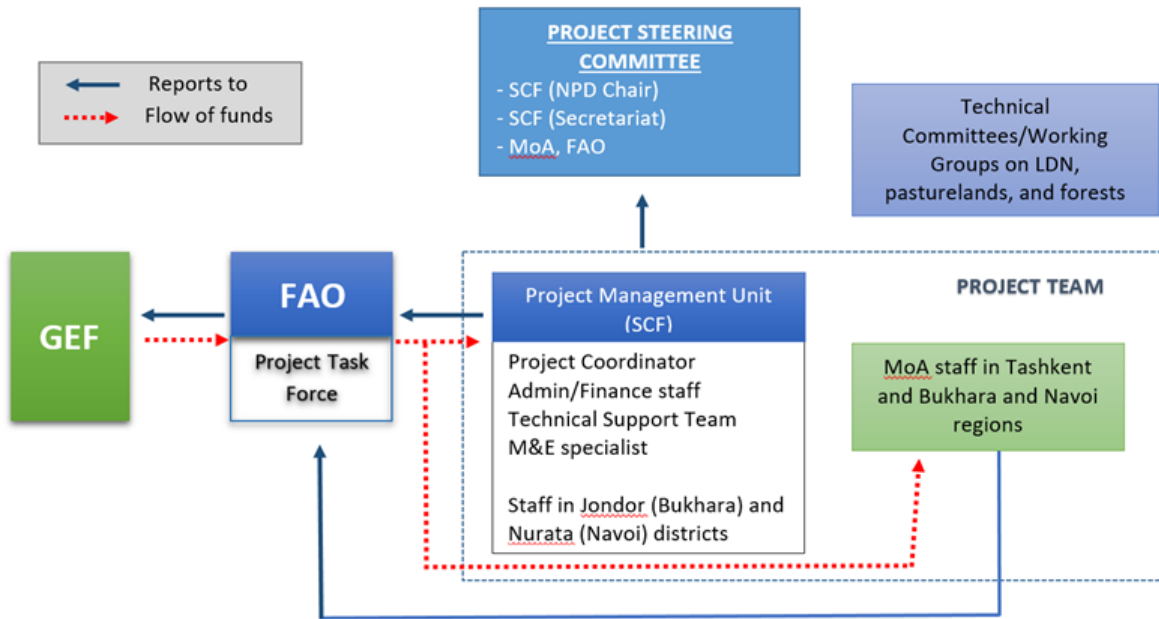 PROJECT STEERING
COMMITTEE
- SCF (NPD Chair)
- SCF (Secretariat)
- MoA, FAO
Reports to
Flow of funds
Technical
Committees/Working
Groups on LDN,
pasturelands, and forests
GEF
FAO
Project Task
Force
Project Management Unit
(SCF)
Project Coordinator
Admin/Finance staff
Technical Support Team
M&E specialist
Staff in Jondor (Bukhara) and
Nurata (Navoi) districts
PROJECT TEAM
MoA staff in Tashkent
and Bukhara and Navoi
regions